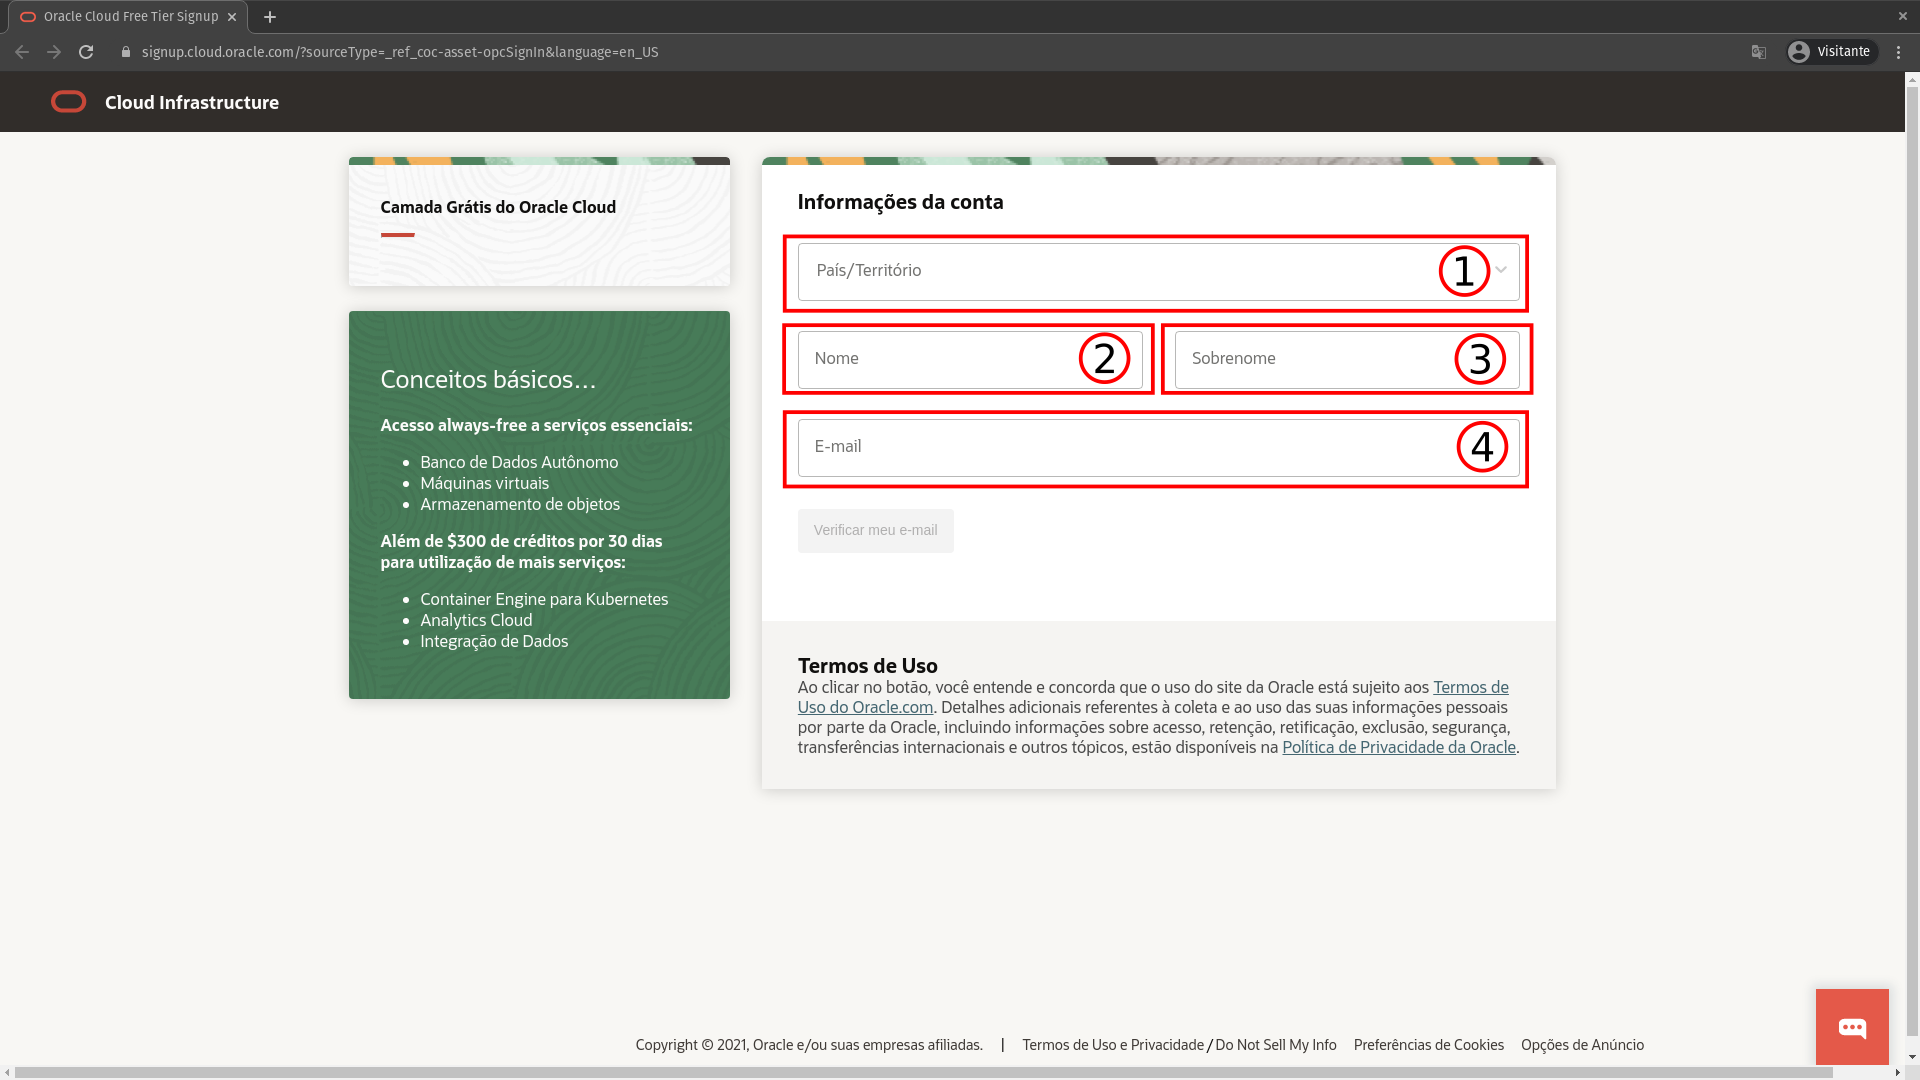 Oracle Cloud Free Tier Signup
signup.cloud.oracle.com/?sourceType=_ref_coc-asset-opcSignIn&language=en_US
Visitante
Cloud Infrastructure
Camada Grátis do Oracle Cloud
Conceitos básicos...
Acesso always-free a serviços essenciais:
Banco de Dados Autônomo
Máquinas virtuais
Armazenamento de objetos
Além de $300 de créditos por 30 dias
para utilização de mais serviços:
Container Engine para Kubernetes
Analytics Cloud
Integração de Dados
Informações da conta
País/Território 1
Nome 2
Sobrenome 3
E-mail 4
Verificar meu e-mail
Termos de Uso
Ao clicar no botão, você entende e concorda que o uso do site da Oracle está sujeito aos Termos de
Uso do Oracle.com. Detalhes adicionais referentes à coleta e ao uso das suas informações pessoais
por parte da Oracle, incluindo informações sobre acesso, retenção, retificação, exclusão, segurança,
transferências internacionais e outros tópicos, estão disponíveis na Política de Privacidade da Oracle.
Copyright © 2021, Oracle e/ou suas empresas afiliadas. | Termos de Uso e Privacidade / Do Not Sell My Info Preferências de Cookies Opções de Anúncio